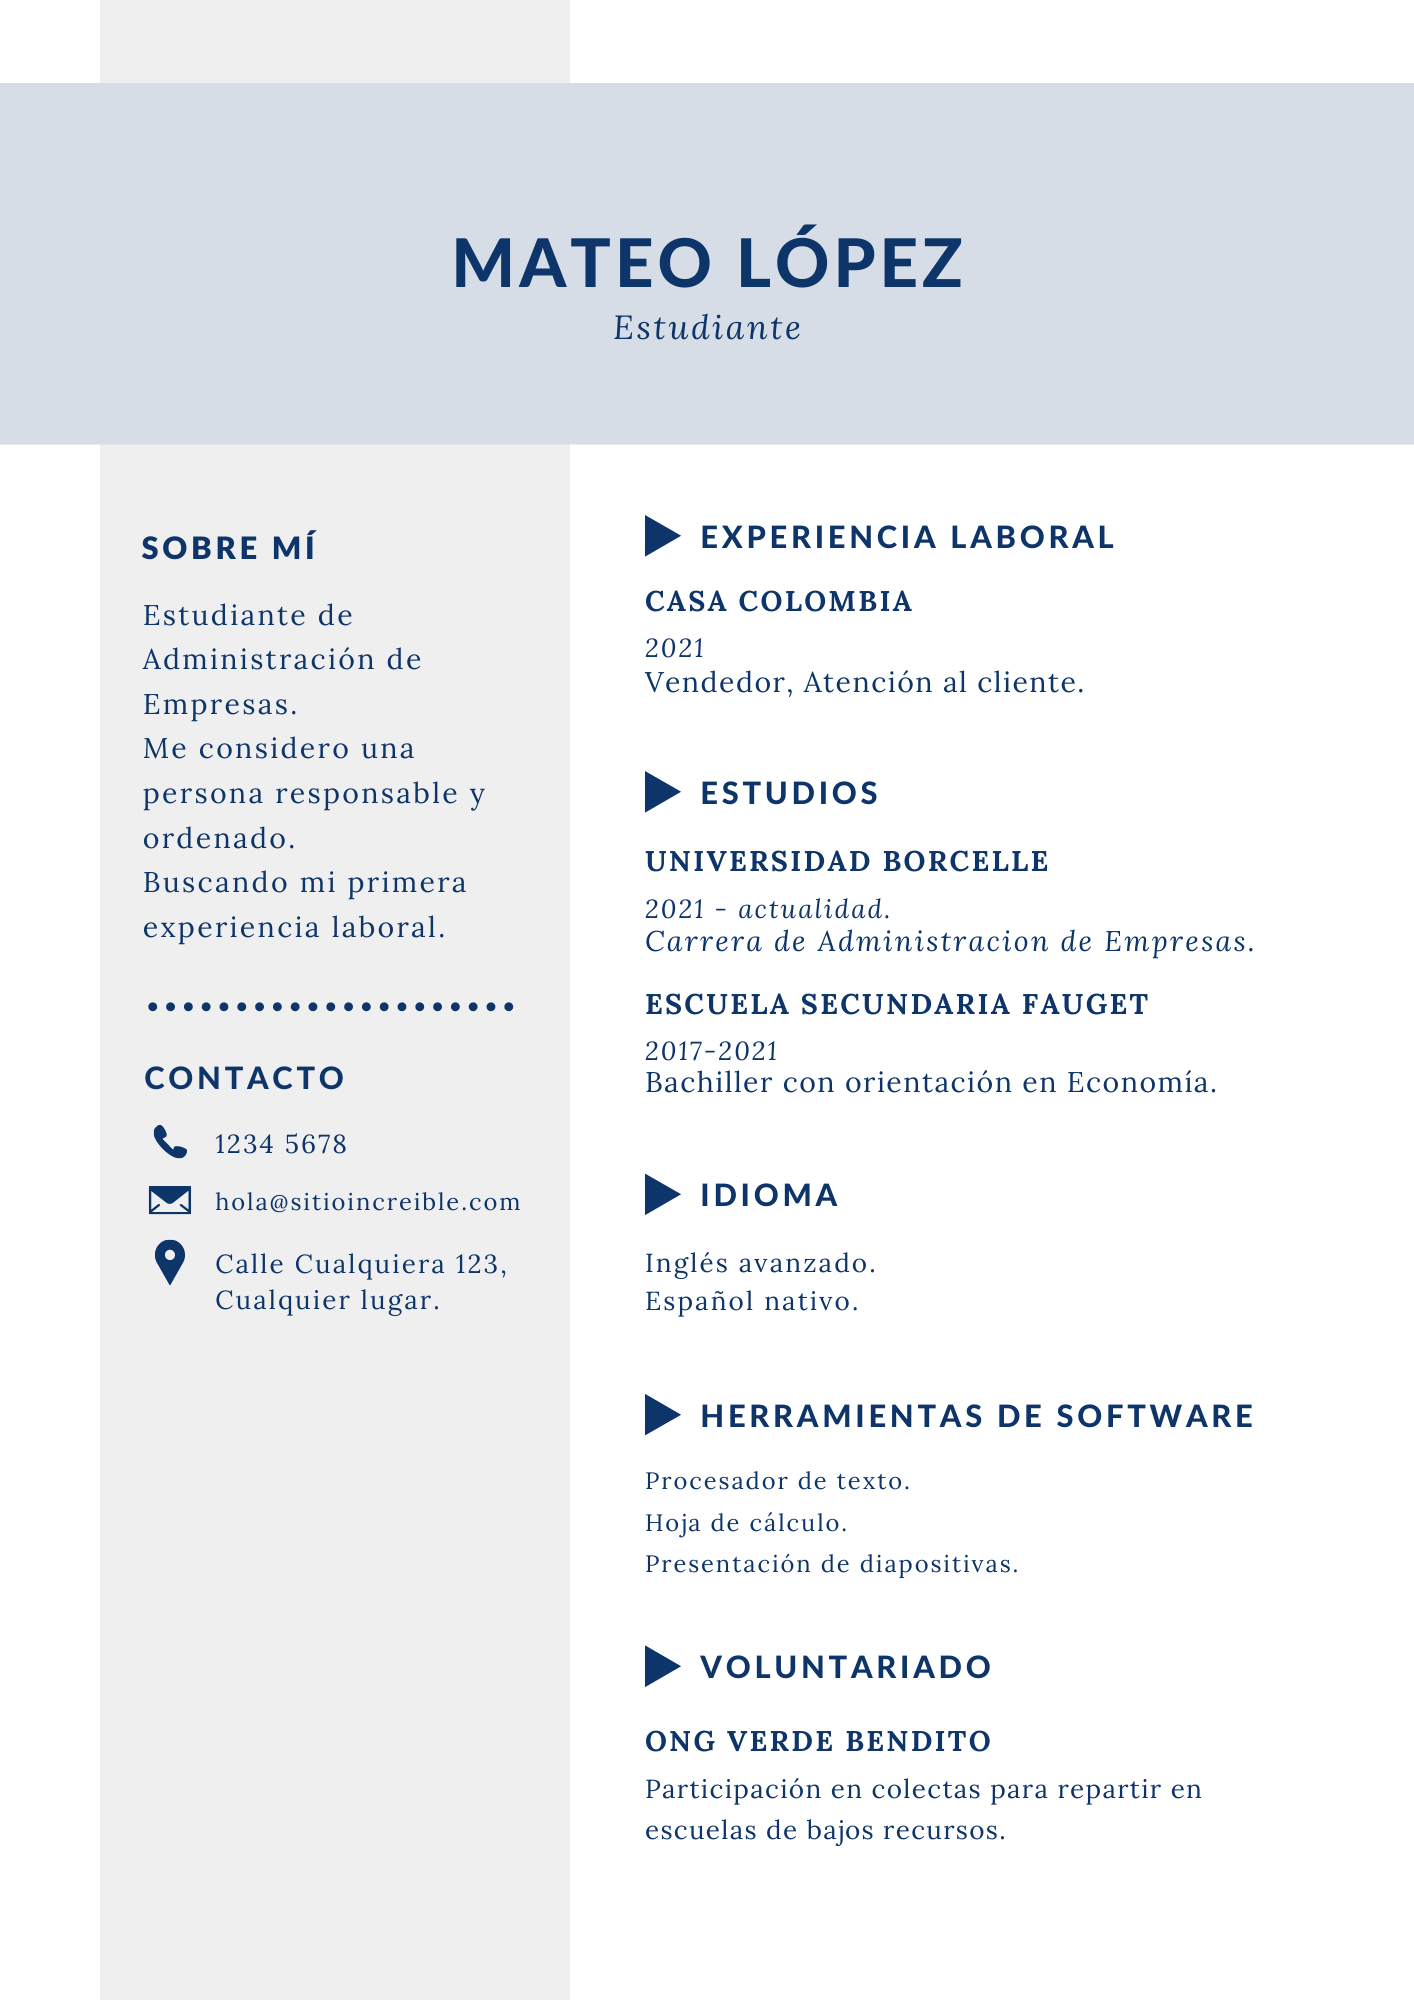 MATEO LÓPEZ
Estudiante
SOBRE MÍ
Estudiante de
Administración de
Empresas.
Me considero una
persona responsable y
ordenado.
Buscando mi primera
experiencia laboral.
CONTACTO
1234 5678
hola@sitioincreible.com
Calle Cualquiera 123,
Cualquier lugar.
EXPERIENCIA LABORAL
CASA COLOMBIA
2021
Vendedor, Atención al cliente.
ESTUDIOS
UNIVERSIDAD BORCELLE
2021 - actualidad.
Carrera de Administracion de Empresas.
ESCUELA SECUNDARIA FAUGET
2017-2021
Bachiller con orientación en Economía.
IDIOMA
Inglés avanzado.
Español nativo.
HERRAMIENTAS DE SOFTWARE
Procesador de texto.
Hoja de cálculo.
Presentación de diapositivas.
VOLUNTARIADO
ONG VERDE BENDITO
Participación en colectas para repartir en
escuelas de bajos recursos.